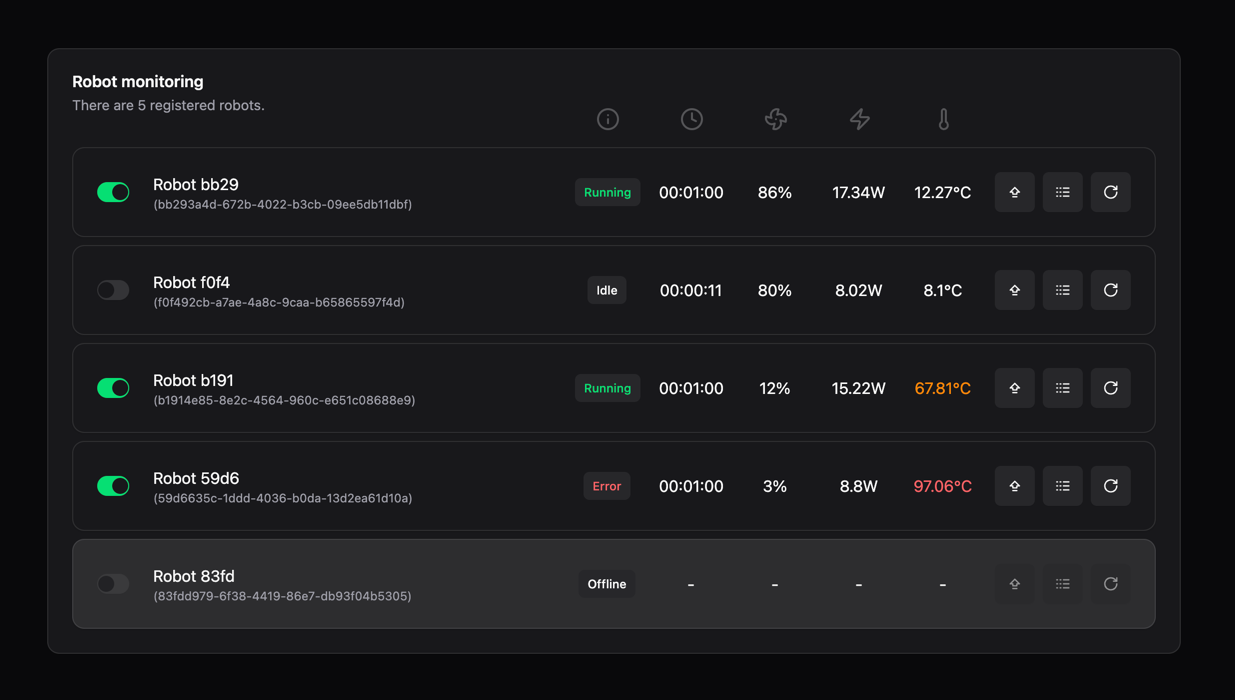 Robot monitoring
There are 5 registered robots.
Robot bb29
(bb293a4d-672b-4022-b3cb-09ee5db11dbf)
Running 00:01:00 86% 17.34W 12.27°C
Robot f0f4
(f0f492cb-a7ae-4a8c-9caa-b65865597f4d)
Idle 00:00:11 80% 8.02W 8.1°C
Robot b191
(b1914e85-8e2c-4564-960c-e651c08688e9)
Running 00:01:00 12% 15.22W 67.81°C
Robot 59d6
(59d6635c-1ddd-4036-b0da-13d2ea61d10a)
Error 00:01:00 3% 8.8W 97.06°C
Robot 83fd
(83fdd979-6f38-4419-86e7-db93f04b5305)
Offline - - - -